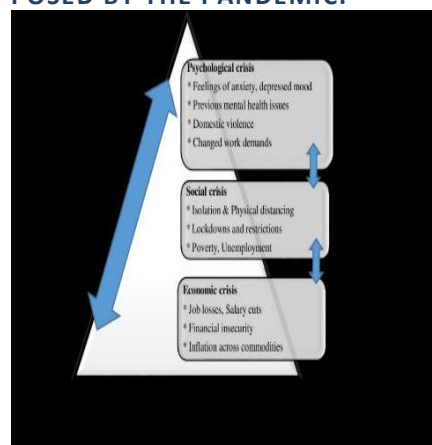 POSED BY THE PANDEMIC.
Psychological crisis
* Feelings of anxiety, depressed mood
* Previous mental health issues
* Domestic violence
* Changed work demands
Social crisis
* Isolation & Physical distancing
* Lockdowns and restrictions
* Poverty, Unemployment
Economic crisis
* Job losses, Salary cuts
* Financial insecurity
* Inflation across commodities